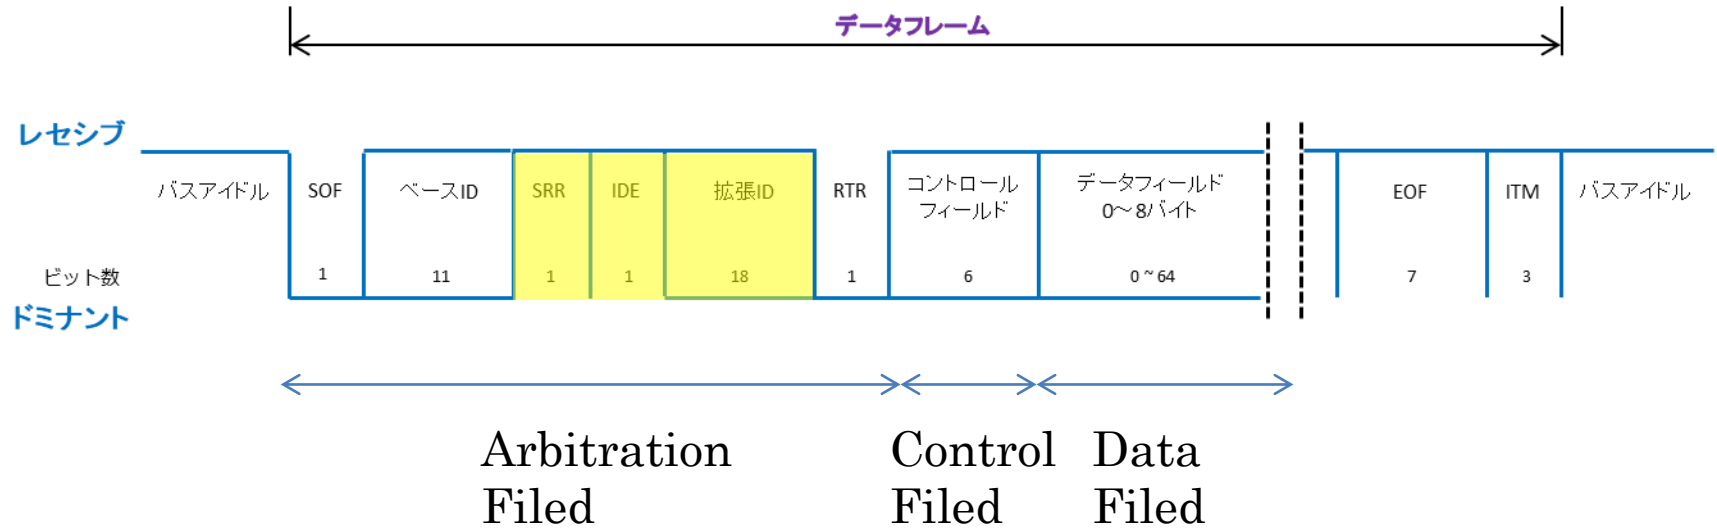 データフレーム
レセシブ
バスアイドル SOF ベースID SRR IDE 拡張ID RTR コントロール
フィールド データフィールド
0~8バイト EOF ITM バスアイドル
ビット数 1 11 1 1 18 1 6 0~64 7 3
ドミナント
Arbitration
Filed
Control
Filed
Data
Filed